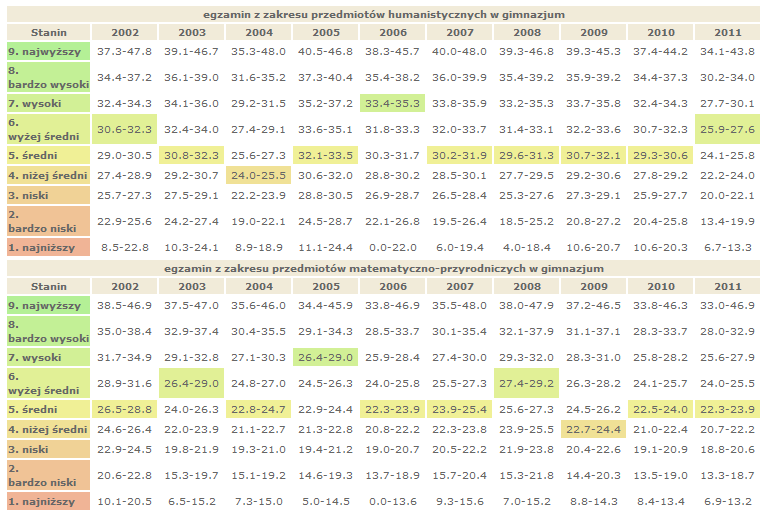 egzamin z zakresu przedmiotów humanistycznych w gimnazjum
Stanin 2002 2003 2004 2005 2006 2007 2008 2009 2010 2011
9. najwyższy 37.3-47.8 39.1-46.7 35.3-48.0 40.5-46.8 38.3-45.7 40.0-48.0 39.3-46.8 39.3-45.3 37.4-44.2 34.1-43.8
8.
bardzo wysoki 34.4-37.2 36.1-39.0 31.6-35.2 37.3-40.4 35.4-38.2 36.0-39.9 35.4-39.2 35.9-39.2 34.4-37.3 30.2-34.0
7. wysoki 32.4-34.3 34.1-36.0 29.2-31.5 35.2-37.2 33.4-35.3 33.8-35.9 33.2-35.3 33.7-35.8 32.4-34.3 27.7-30.1
6.
wyżej średni 30.6-32.3 32.4-34.0 27.4-29.1 33.6-35.1 31.8-33.3 32.0-33.7 31.4-33.1 32.2-33.6 30.7-32.3 25.9-27.6
5. średni 29.0-30.5 30.8-32.3 25.6-27.3 32.1-33.5 30.3-31.7 30.2-31.9 29.6-31.3 30.7-32.1 29.3-30.6 24.1-25.8
4. niżej średni 27.4-28.9 29.2-30.7 24.0-25.5 30.6-32.0 28.8-30.2 28.5-30.1 27.7-29.5 29.2-30.6 27.8-29.2 22.2-24.0
3. niski 25.7-27.3 27.5-29.1 22.2-23.9 28.8-30.5 26.9-28.7 26.5-28.4 25.3-27.6 27.3-29.1 25.9-27.7 20.0-22.1
2.
bardzo niski 22.9-25.6 24.2-27.4 19.0-22.1 24.5-28.7 22.1-26.8 19.5-26.4 18.5-25.2 20.8-27.2 20.4-25.8 13.4-19.9
1. najniższy 8.5-22.8 10.3-24.1 8.9-18.9 11.1-24.4 0.0-22.0 6.0-19.4 4.0-18.4 10.6-20.7 10.6-20.3 6.7-13.3
egzamin z zakresu przedmiotów matematyczno-przyrodniczych w gimnazjum
Stanin 2002 2003 2004 2005 2006 2007 2008 2009 2010 2011
9. najwyższy 38.5-46.9 37.5-47.0 35.6-46.0 34.4-45.9 33.8-46.9 35.5-48.0 38.0-47.9 37.2-46.5 33.8-46.3 33.0-46.9
8.
bardzo wysoki 35.0-38.4 32.9-37.4 30.4-35.5 29.1-34.3 28.5-33.7 30.1-35.4 32.1-37.9 31.1-37.1 28.3-33.7 28.0-32.9
7. wysoki 31.7-34.9 29.1-32.8 27.1-30.3 26.4-29.0 25.9-28.4 27.4-30.0 29.3-32.0 28.3-31.0 25.8-28.2 25.6-27.9
6.
wyżej średni 28.9-31.6 26.4-29.0 24.8-27.0 24.5-26.3 24.0-25.8 25.5-27.3 27.4-29.2 26.3-28.2 24.1-25.7 24.0-25.5
5. średni 26.5-28.8 24.0-26.3 22.8-24.7 22.9-24.4 22.3-23.9 23.9-25.4 25.6-27.3 24.5-26.2 22.5-24.0 22.3-23.9
4. niżej średni 24.6-26.4 22.0-23.9 21.1-22.7 21.3-22.8 20.8-22.2 22.3-23.8 23.9-25.5 22.7-24.4 21.0-22.4 20.7-22.2
3. niski 22.9-24.5 19.8-21.9 19.3-21.0 19.4-21.2 19.0-20.7 20.5-22.2 21.9-23.8 20.4-22.6 19.1-20.9 18.8-20.6
2.
bardzo niski 20.6-22.8 15.3-19.7 15.1-19.2 14.6-19.3 13.7-18.9 15.7-20.4 15.3-21.8 14.4-20.3 13.5-19.0 13.3-18.7
1. najniższy 10.1-20.5 6.5-15.2 7.3-15.0 5.0-14.5 0.0-13.6 9.3-15.6 7.0-15.2 8.8-14.3 8.4-13.4 6.9-13.2